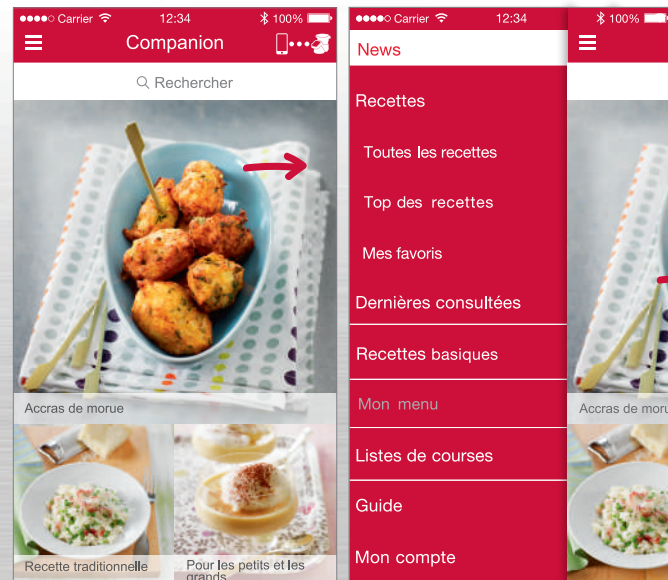 Carrier 12:34 100%
Companion
Rechercher
Accras de morue
Recette traditionnelle
Pour les petits et les
grands
Carrier 12:34
News
Recettes
Toutes les recettes
Top des recettes
Mes favoris
Dernières consultées
Recettes basiques
Mon menu
Listes de courses
Guide
Mon compte
100%
Accras de moru